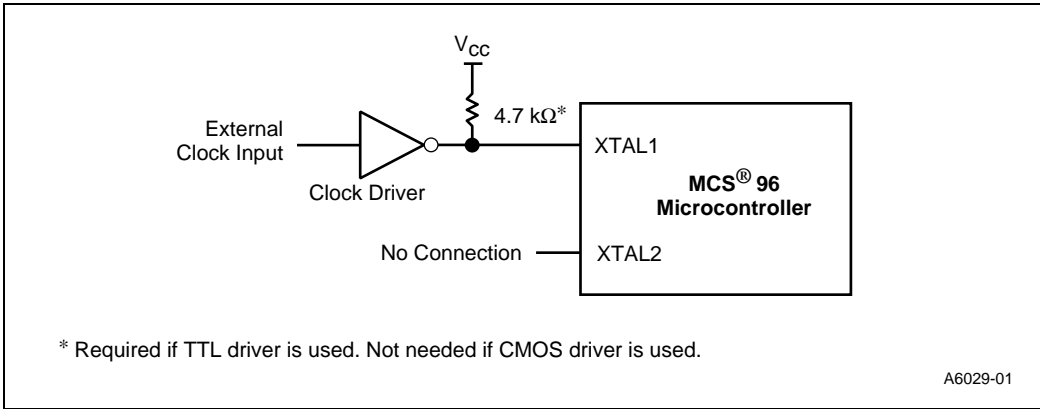 VCC
4.7 kΩ*
External
Clock Input
Clock Driver
XTAL1
MCS® 96
Microcontroller
No Connection
XTAL2
* Required if TTL driver is used. Not needed if CMOS driver is used.
A6029-01